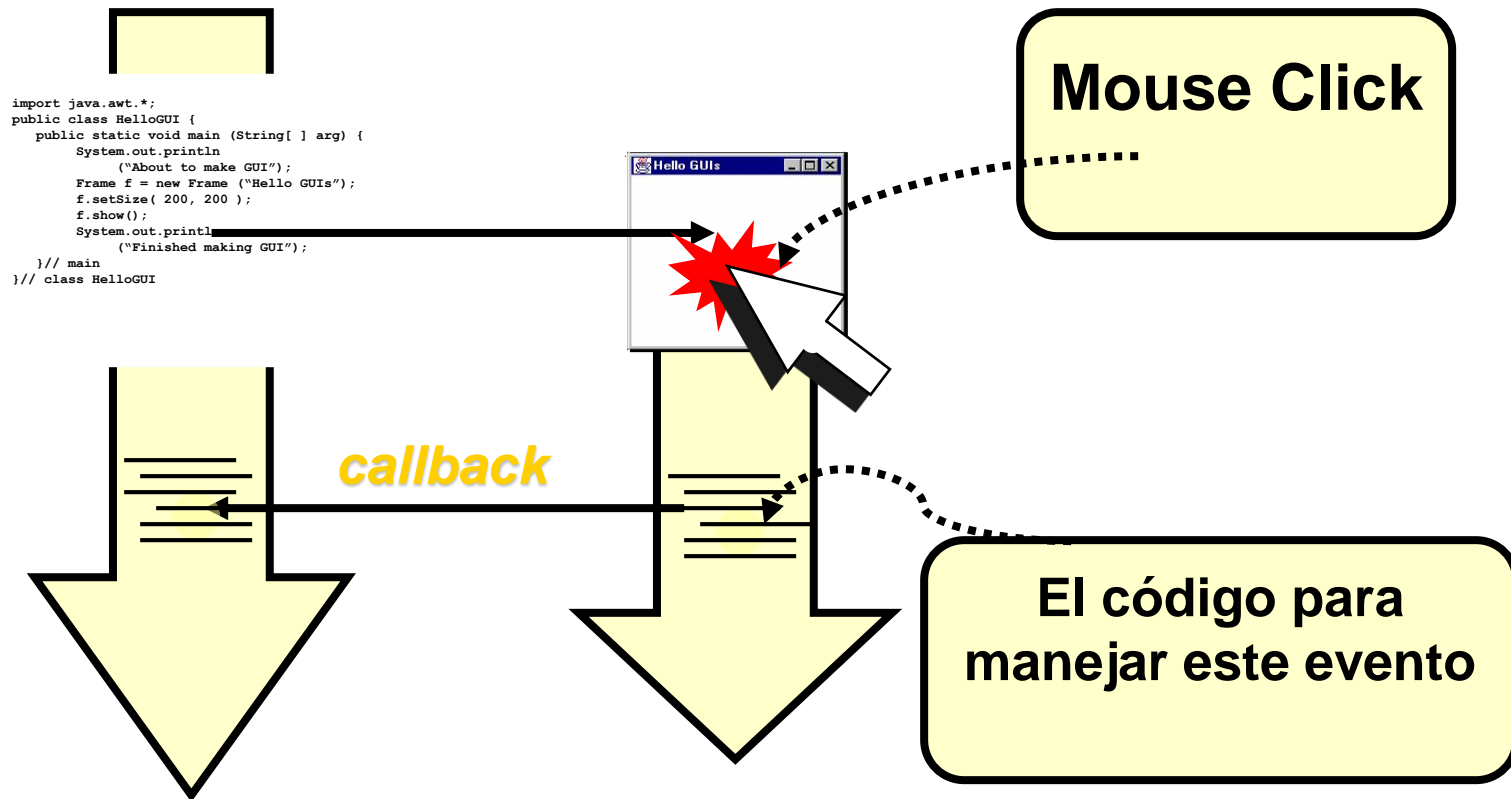 import java.awt.*;
public class HelloGUI {
public static void main (String[ ] arg) {
System.out.println
(“About to make GUI”);
Frame f = new Frame (“Hello GUIs”);
f.setSize( 200, 200 );
f.show();
System.out.printl
(“Finished making GUI”);
}// main
}// class HelloGUI
Hello GUIs
Mouse Click
callback
El código para
manejar este evento